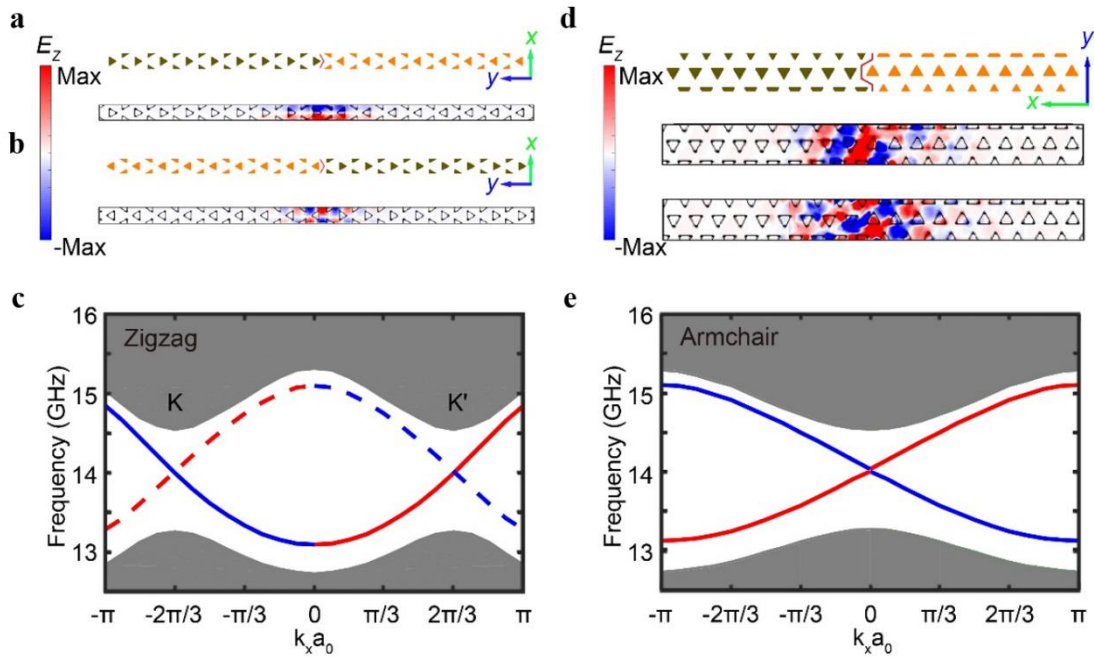 a
E_z
Max
x
y
b
x
y
-Max
d
E_z
Max
y
x
-Max
c
16
Zigzag
15
K
K'
14
13
Frequency (GHz)
-π -2π/3 -π/3 0 π/3 2π/3 π
k_x a_0
e
16
Armchair
15
14
13
Frequency (GHz)
-π -2π/3 -π/3 0 π/3 2π/3 π
k_x a_0